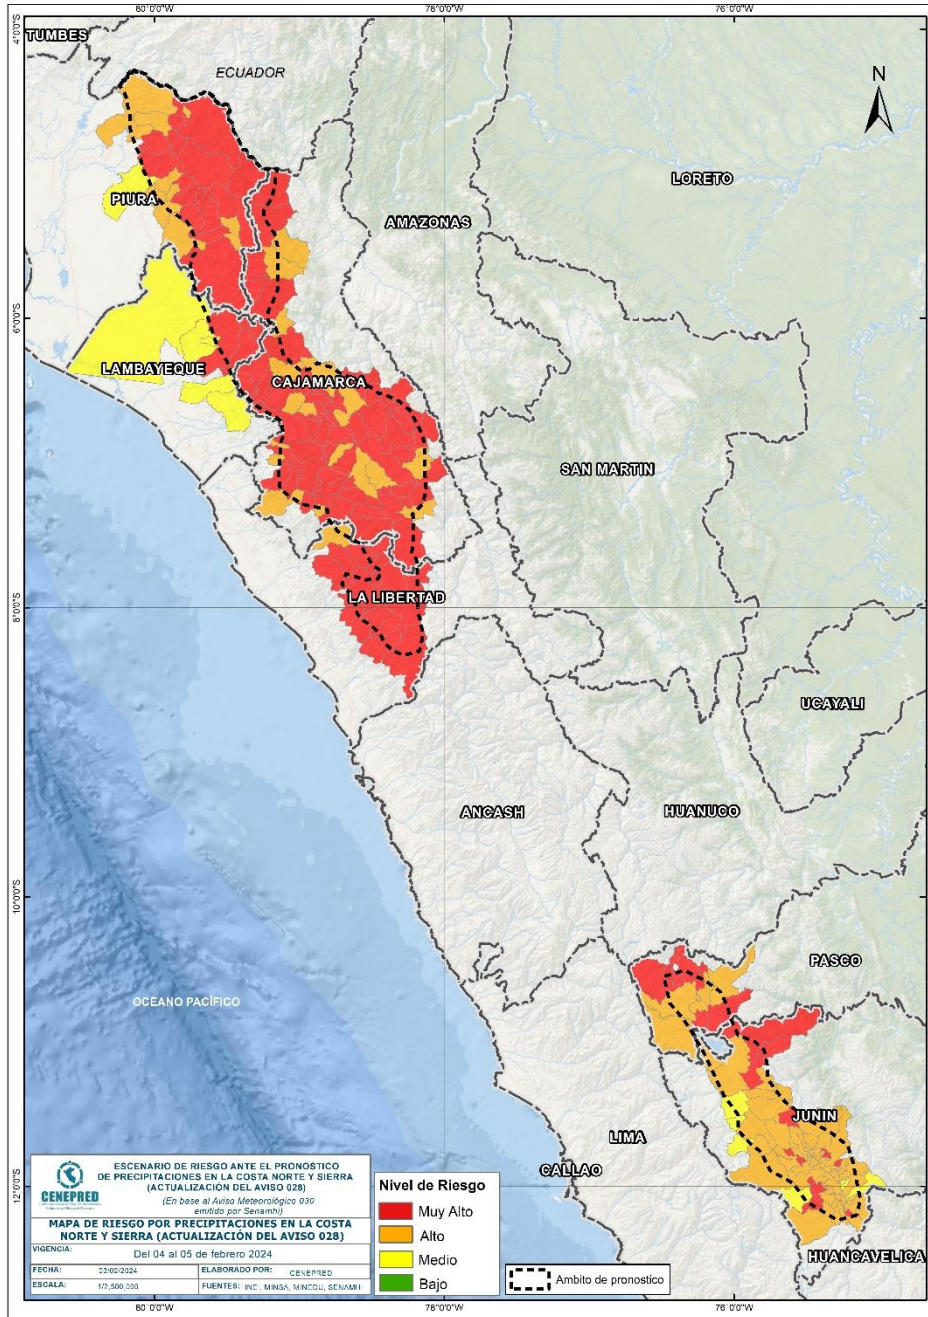 80°0'0"O 78°0'0"O 76°0'0"O
4°0'0"S
TUMBES
ECUADOR
N
LORETO
PIURA
AMAZONAS
6°0'0"S
LAMBAYEQUE
CAJAMARCA
SAN MARTIN
LA LIBERTAD
8°0'0"S
UCAYALI
ANCASH
HUANUCO
10°0'0"S
PASCO
OCÉANO PACÍFICO
JUNIN
LIMA
CALLAO
12°0'0"S
HUANCAVELICA
CENEPRED
ESCENARIO DE RIESGO ANTE EL PRONÓSTICO
DE PRECIPITACIONES EN LA COSTA NORTE Y SIERRA
(ACTUALIZACIÓN DEL AVISO 028)
(En base al Aviso Meteorológico 030
emitido por Senamhi)
MAPA DE RIESGO POR PRECIPITACIONES EN LA COSTA
NORTE Y SIERRA (ACTUALIZACIÓN DEL AVISO 028)
VIGENCIA: Del 04 al 05 de febrero 2024
FECHA: 03/02/2024 ELABORADO POR: CENEPRED
ESCALA: 1/2,500,000 FUENTES: INEI, MINSA, MINEDU, SENAMHI
Nivel de Riesgo
Muy Alto
Alto
Medio
Bajo
Ambito de pronostico
80°0'0"O 78°0'0"O 76°0'0"O